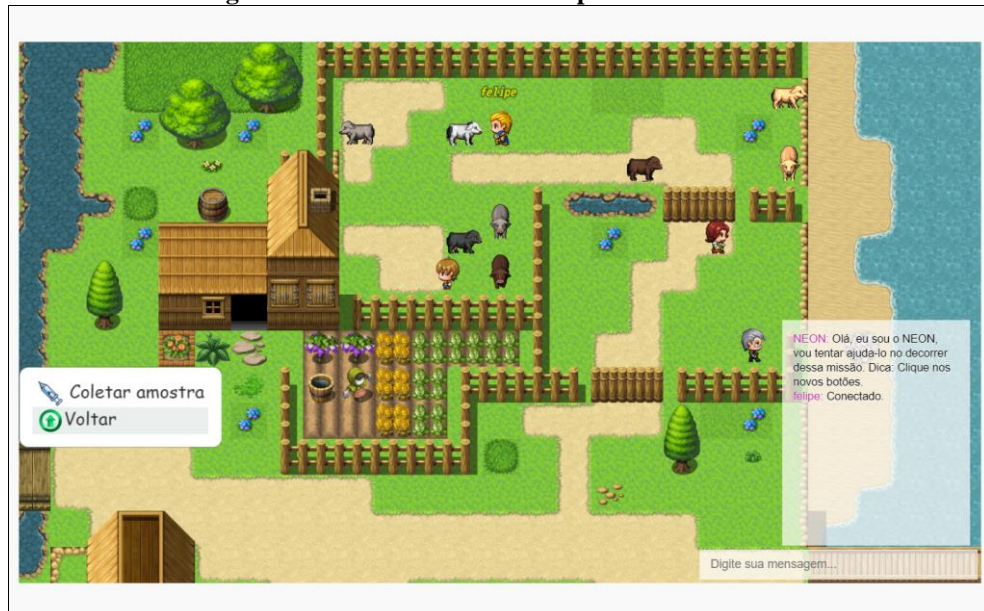 felipe
NEON: Olá, eu sou o NEON,
vou tentar ajuda-lo no decorrer
dessa missão. Dica: Clique nos
novos botões.
felipe: Conectado.
Coletar amostra
Voltar
Digite sua mensagem...